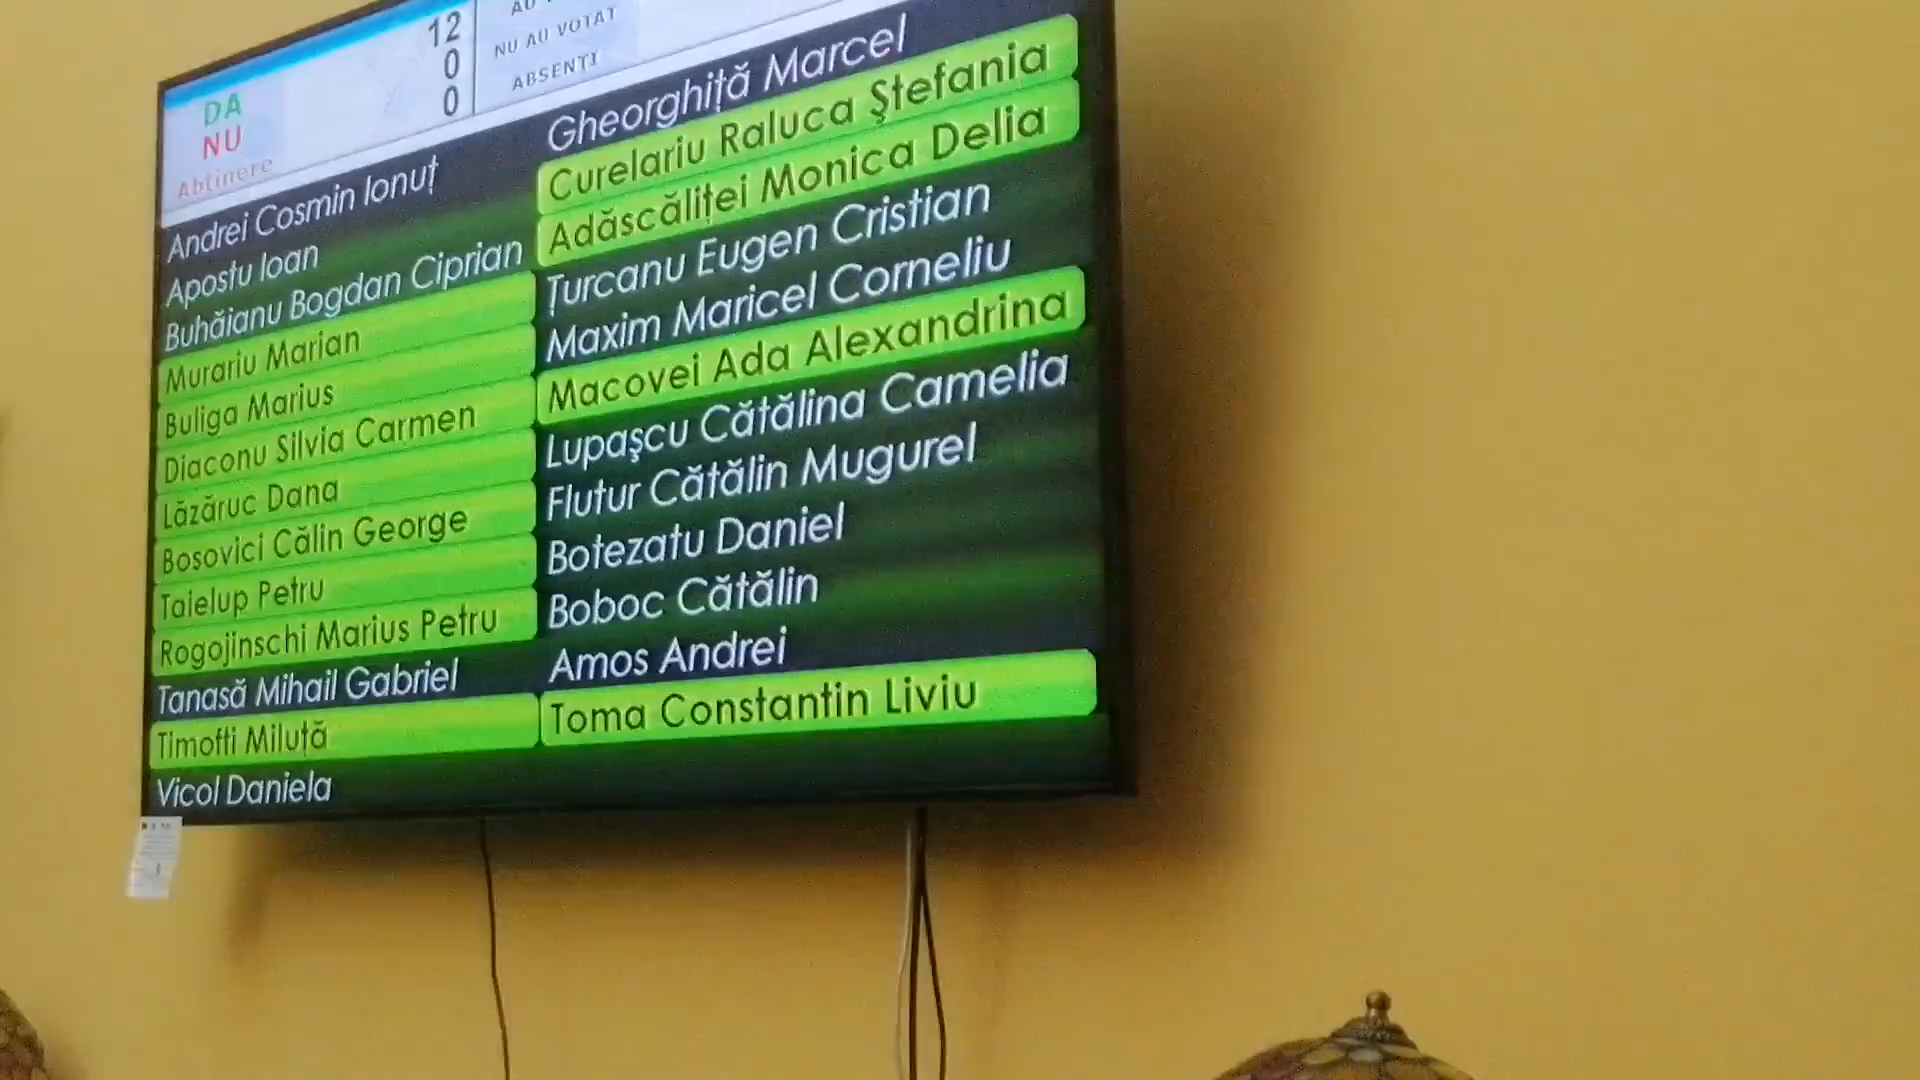 DA 12
NU 0
Abținere 0
NU AU VOTAT
ABSENȚI
Andrei Cosmin Ionuț
Apostu Ioan
Buhăianu Bogdan Ciprian
Murariu Marian
Buliga Marius
Diaconu Silvia Carmen
Lăzăruc Dana
Bosovici Călin George
Taielup Petru
Rogojinschi Marius Petru
Tanasă Mihail Gabriel
Timofti Miluță
Vicol Daniela
Gheorghiță Marcel
Curelariu Raluca Ştefania
Adăscăliței Monica Delia
Țurcanu Eugen Cristian
Maxim Maricel Corneliu
Macovei Ada Alexandrina
Lupaşcu Cătălina Camelia
Flutur Cătălin Mugurel
Botezatu Daniel
Boboc Cătălin
Amos Andrei
Toma Constantin Liviu